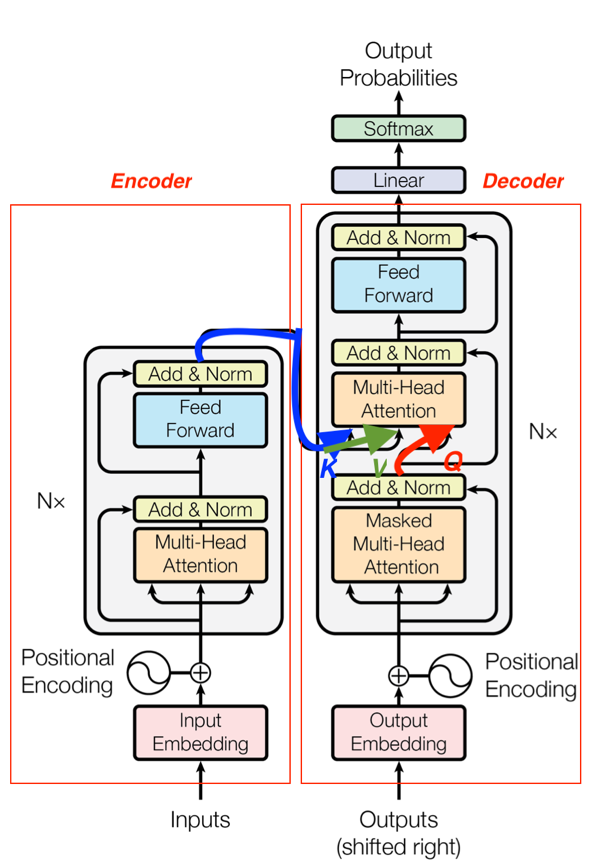 Output
Probabilities
Softmax
Linear
Encoder
Decoder
Add & Norm
Feed
Forward
Add & Norm
Multi-Head
Attention
K
V
Q
Nx
Add & Norm
Masked
Multi-Head
Attention
Add & Norm
Feed
Forward
Nx
Add & Norm
Multi-Head
Attention
Positional
Encoding
Positional
Encoding
Input
Embedding
Output
Embedding
Inputs
Outputs
(shifted right)